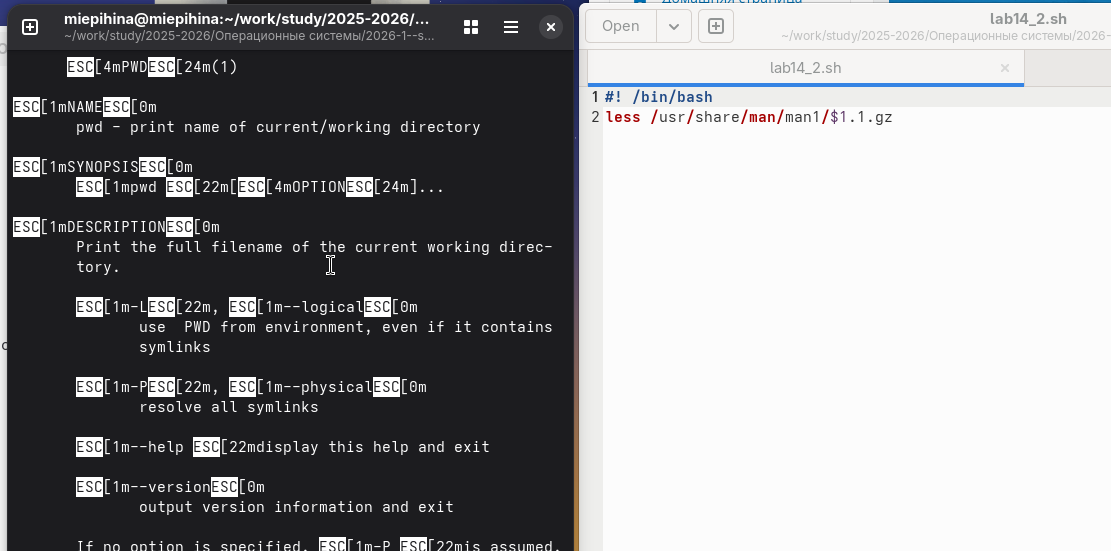 miepihina@miepihina:~/work/study/2025-2026/...
~/work/study/2025-2026/Операционные системы/2026-1--s...
ESC[4mPWDESC[24m(1)
ESC[1mNAMEESC[0m
pwd - print name of current/working directory
ESC[1mSYNOPSISESC[0m
ESC[1mpwd ESC[22m[ESC[4mOPTIONESC[24m]...
ESC[1mDESCRIPTIONESC[0m
Print the full filename of the current working direc-
tory.
ESC[1m-LESC[22m, ESC[1m--logicalESC[0m
use  PWD from environment, even if it contains
symlinks
ESC[1m-PESC[22m, ESC[1m--physicalESC[0m
resolve all symlinks
ESC[1m--help ESC[22mdisplay this help and exit
ESC[1m--versionESC[0m
output version information and exit
If no option is specified, ESC[1m-P ESC[22mis assumed.
Open
lab14_2.sh
~/work/study/2025-2026/Операционные системы/2026-
lab14_2.sh
1 #! /bin/bash
2 less /usr/share/man/man1/$1.1.gz